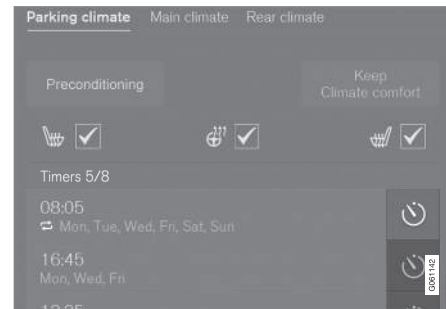 Parking climate Main climate Rear climate
Preconditioning
Keep
Climate comfort
Timers 5/8
08:05
Mon, Tue, Wed, Fri, Sat, Sun
16:45
Mon, Wed, Fri
G061142